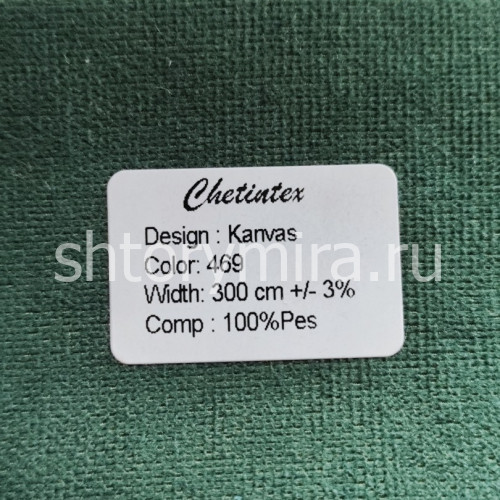 Chetintex
Design : Kanvas
shtorymira.ru
Color: 469
Width: 300 cm +/- 3%
Comp : 100%Pes